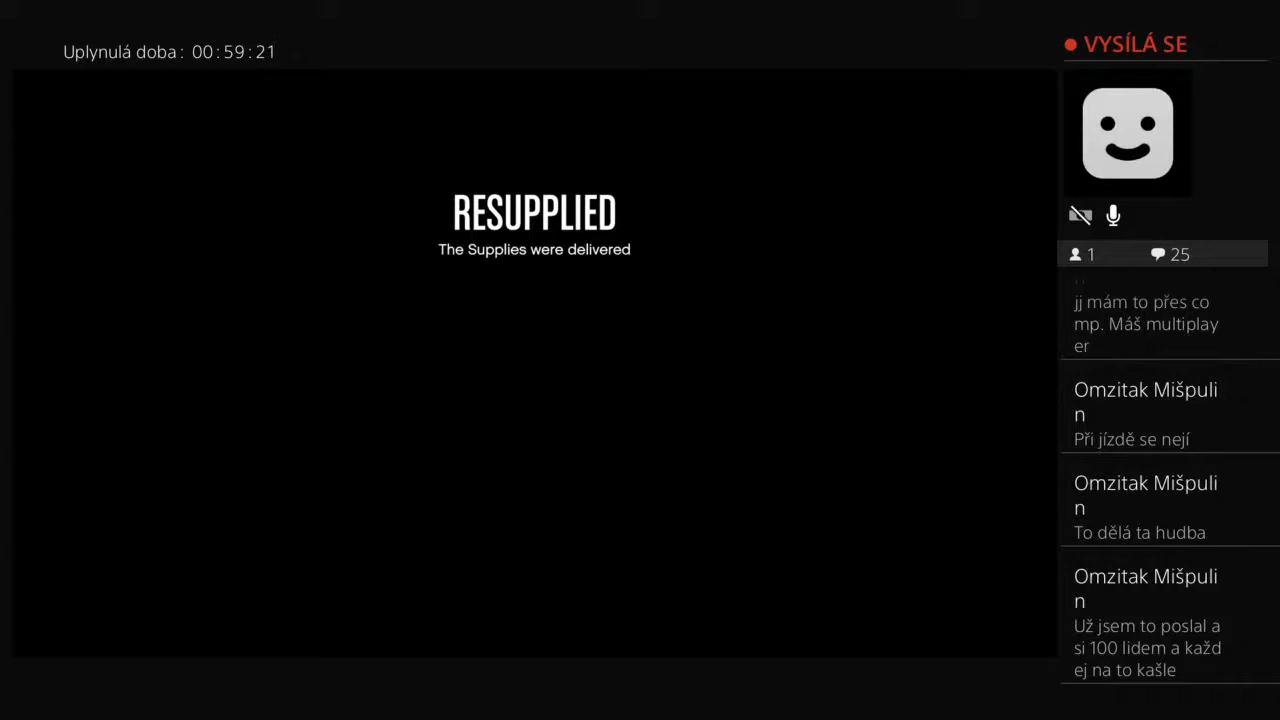 Uplynulá doba: 00:59:21
VYSÍLÁ SE
RESUPPLIED
The Supplies were delivered
1 25
jj mám to přes co
mp. Máš multiplay
er
Omzitak Mišpuli
n
Při jízdě se nejí
Omzitak Mišpuli
n
To dělá ta hudba
Omzitak Mišpuli
n
Už jsem to poslal a
si 100 lidem a každ
ej na to kašle